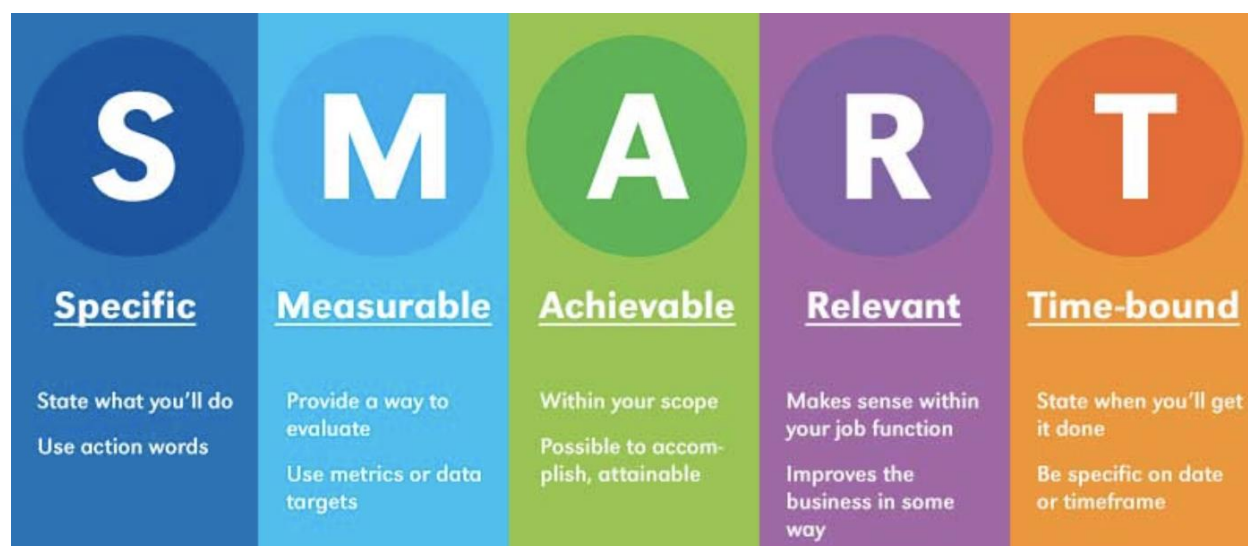 S
Specific
State what you'll do
Use action words
M
Measurable
Provide a way to
evaluate
Use metrics or data
targets
A
Achievable
Within your scope
Possible to accom-
plish, attainable
R
Relevant
Makes sense within
your job function
Improves the
business in some
way
T
Time-bound
State when you'll get
it done
Be specific on date
or timeframe